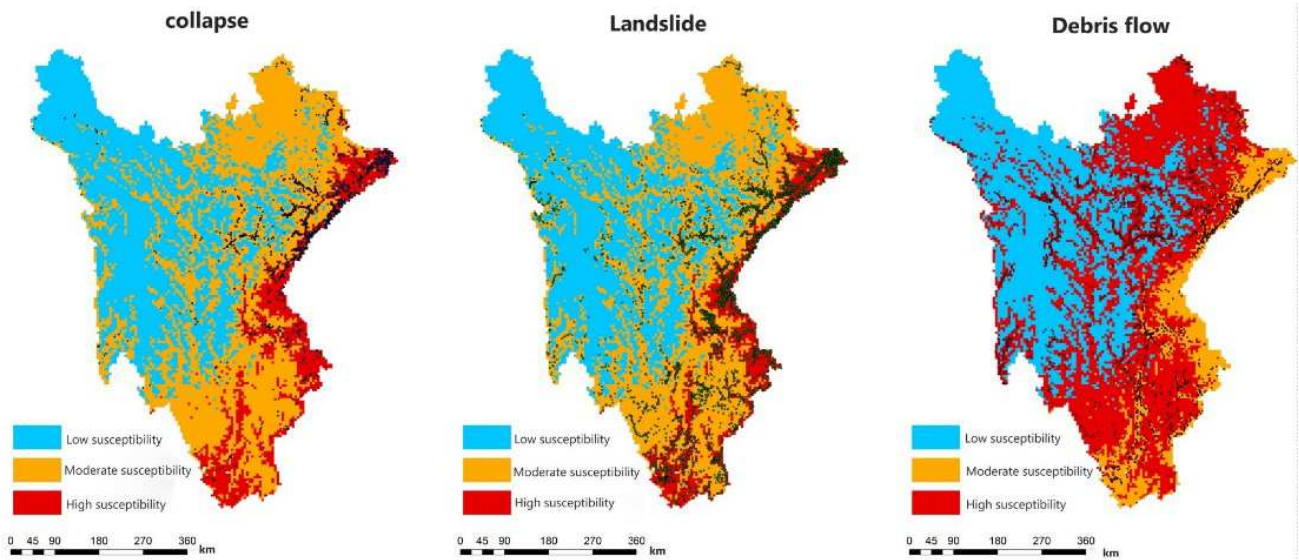 collapse
Landslide
Debris flow
Low susceptibility
Moderate susceptibility
High susceptibility
0 45 90 180 270 360 km
Low susceptibility
Moderate susceptibility
High susceptibility
0 45 90 180 270 360 km
Low susceptibility
Moderate susceptibility
High susceptibility
0 45 90 180 270 360 km